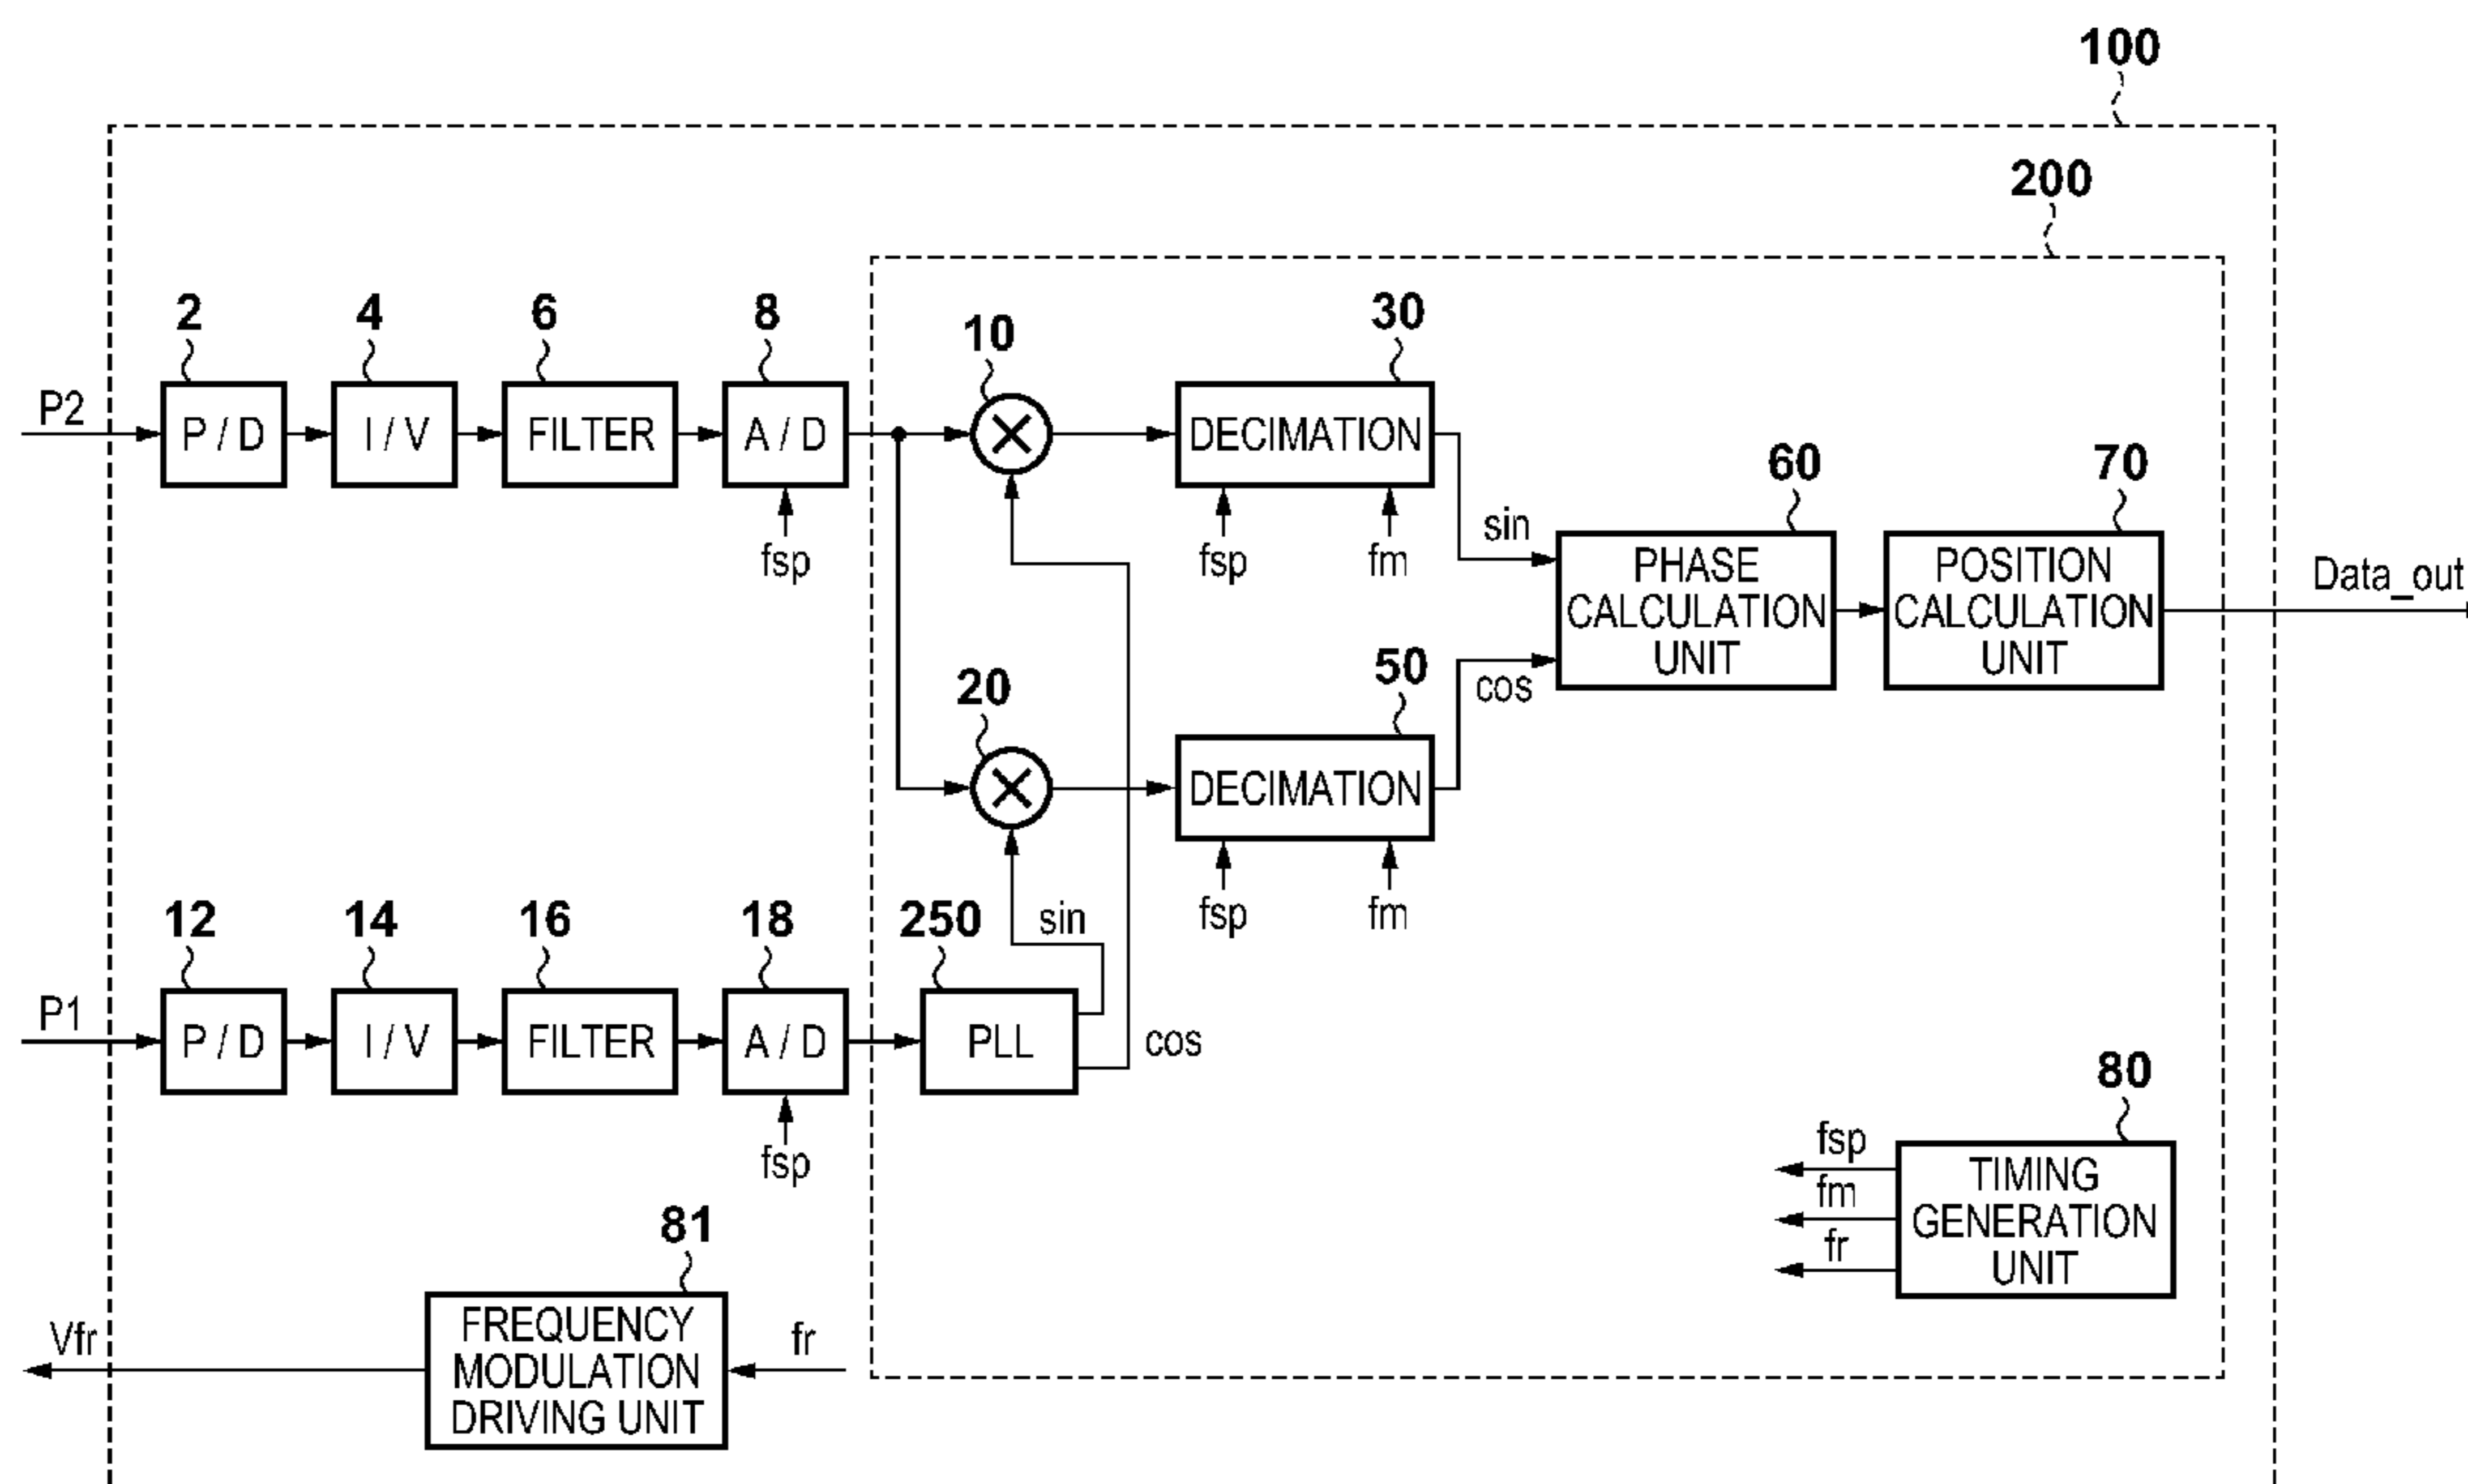 100
200
2
4
6
8
10
30
P2
P / D
I / V
FILTER
A / D
DECIMATION
fsp
fsp
fm
sin
60
70
PHASE
CALCULATION
UNIT
POSITION
CALCULATION
UNIT
Data_out
20
50
cos
DECIMATION
fsp
fm
12
14
16
18
250
sin
P1
P / D
I / V
FILTER
A / D
PLL
cos
fsp
80
fsp
fm
fr
TIMING
GENERATION
UNIT
81
Vfr
FREQUENCY
MODULATION
DRIVING UNIT
fr